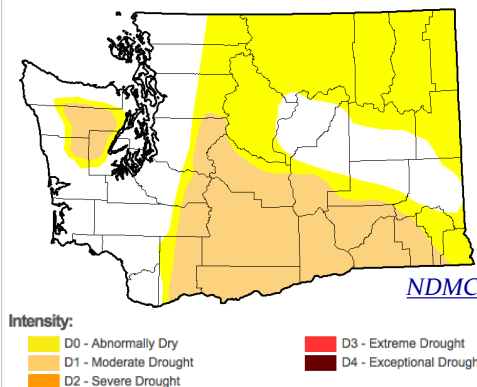 NDMC
Intensity:
D0 - Abnormally Dry
D1 - Moderate Drought
D2 - Severe Drought
D3 - Extreme Drought
D4 - Exceptional Drough